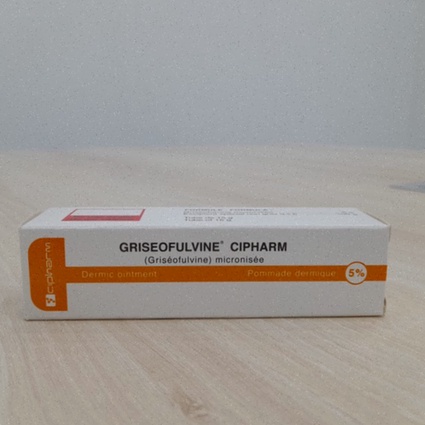 GRISEOFULVINE® CIPHARM
(Griséofulvine) micronisée
Dermic ointment Pommade dermique 5%
cipharm